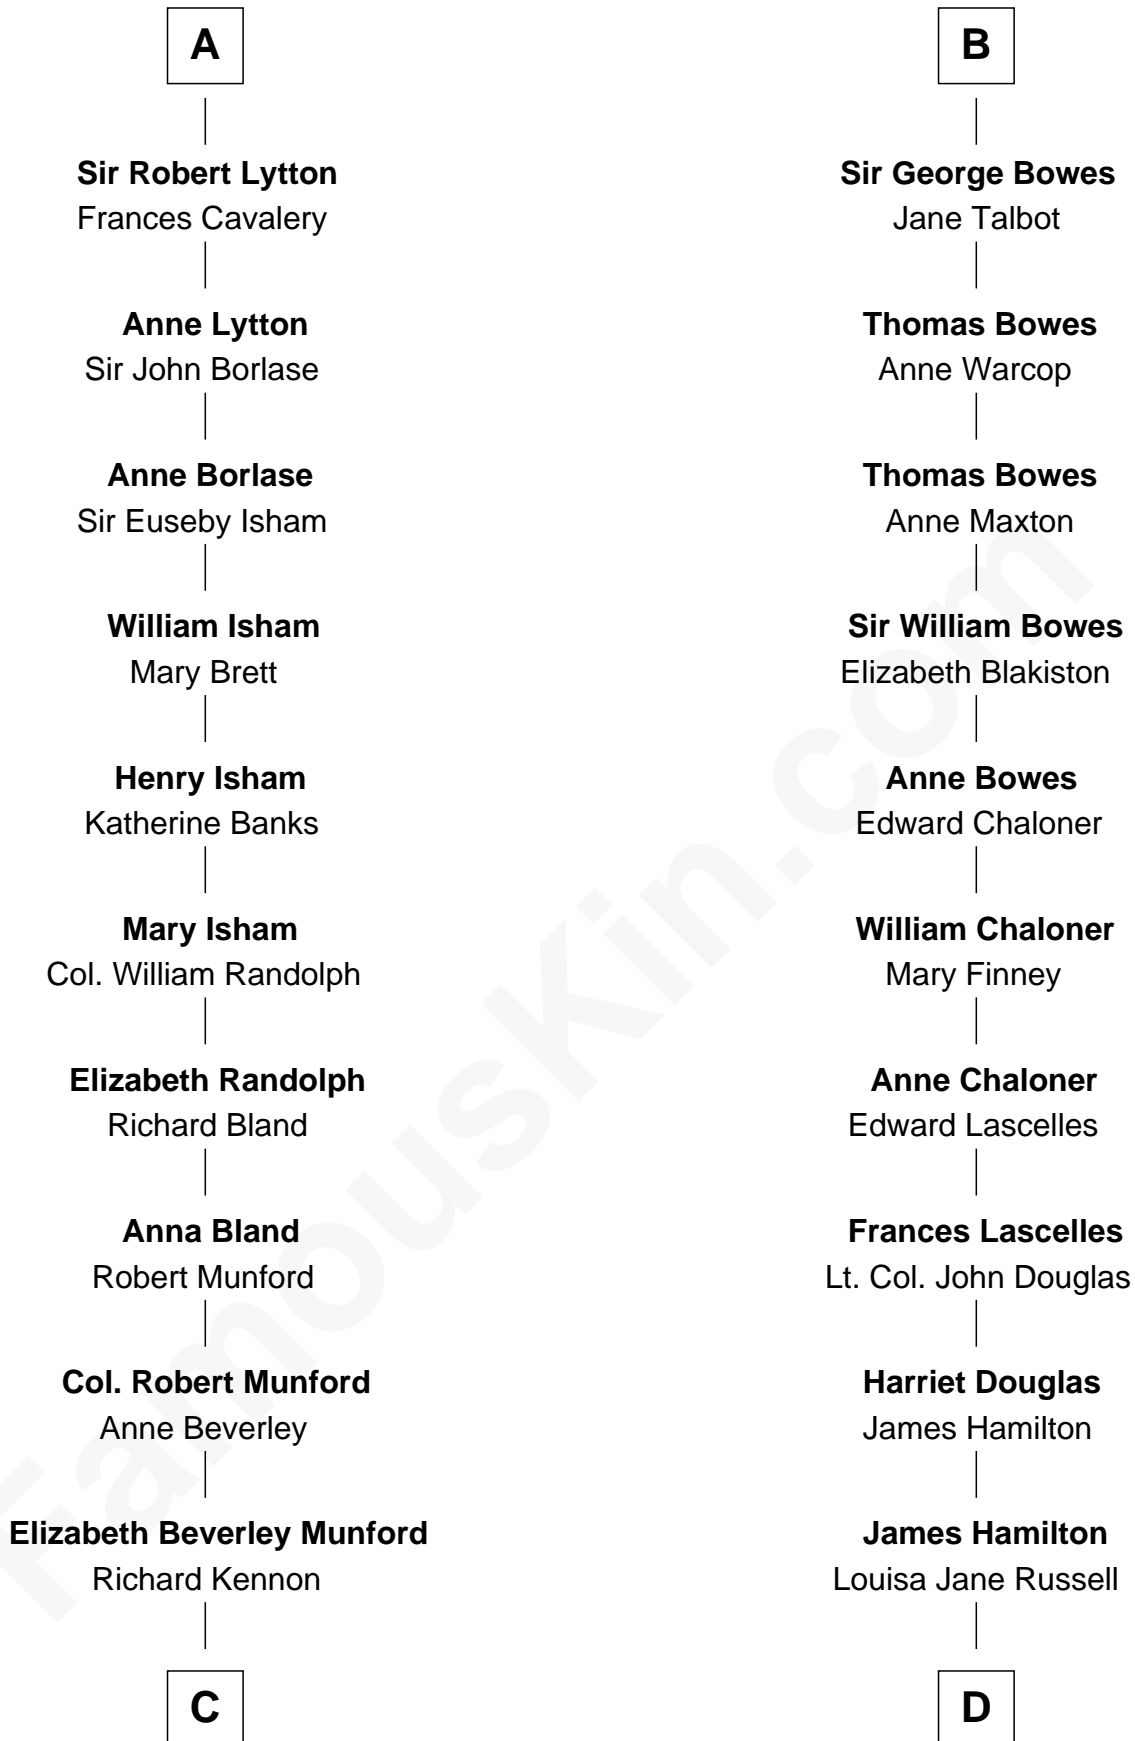 A
Sir Robert Lytton
Frances Cavalery
Anne Lytton
Sir John Borlase
Anne Borlase
Sir Euseby Isham
William Isham
Mary Brett
Henry Isham
Katherine Banks
Mary Isham
Col. William Randolph
Elizabeth Randolph
Richard Bland
Anna Bland
Robert Munford
Col. Robert Munford
Anne Beverley
Elizabeth Beverley Munford
Richard Kennon
C
B
Sir George Bowes
Jane Talbot
Thomas Bowes
Anne Warcop
Thomas Bowes
Anne Maxton
Sir William Bowes
Elizabeth Blakiston
Anne Bowes
Edward Chaloner
William Chaloner
Mary Finney
Anne Chaloner
Edward Lascelles
Frances Lascelles
Lt. Col. John Douglas
Harriet Douglas
James Hamilton
James Hamilton
Louisa Jane Russell
D
FamousKin.com